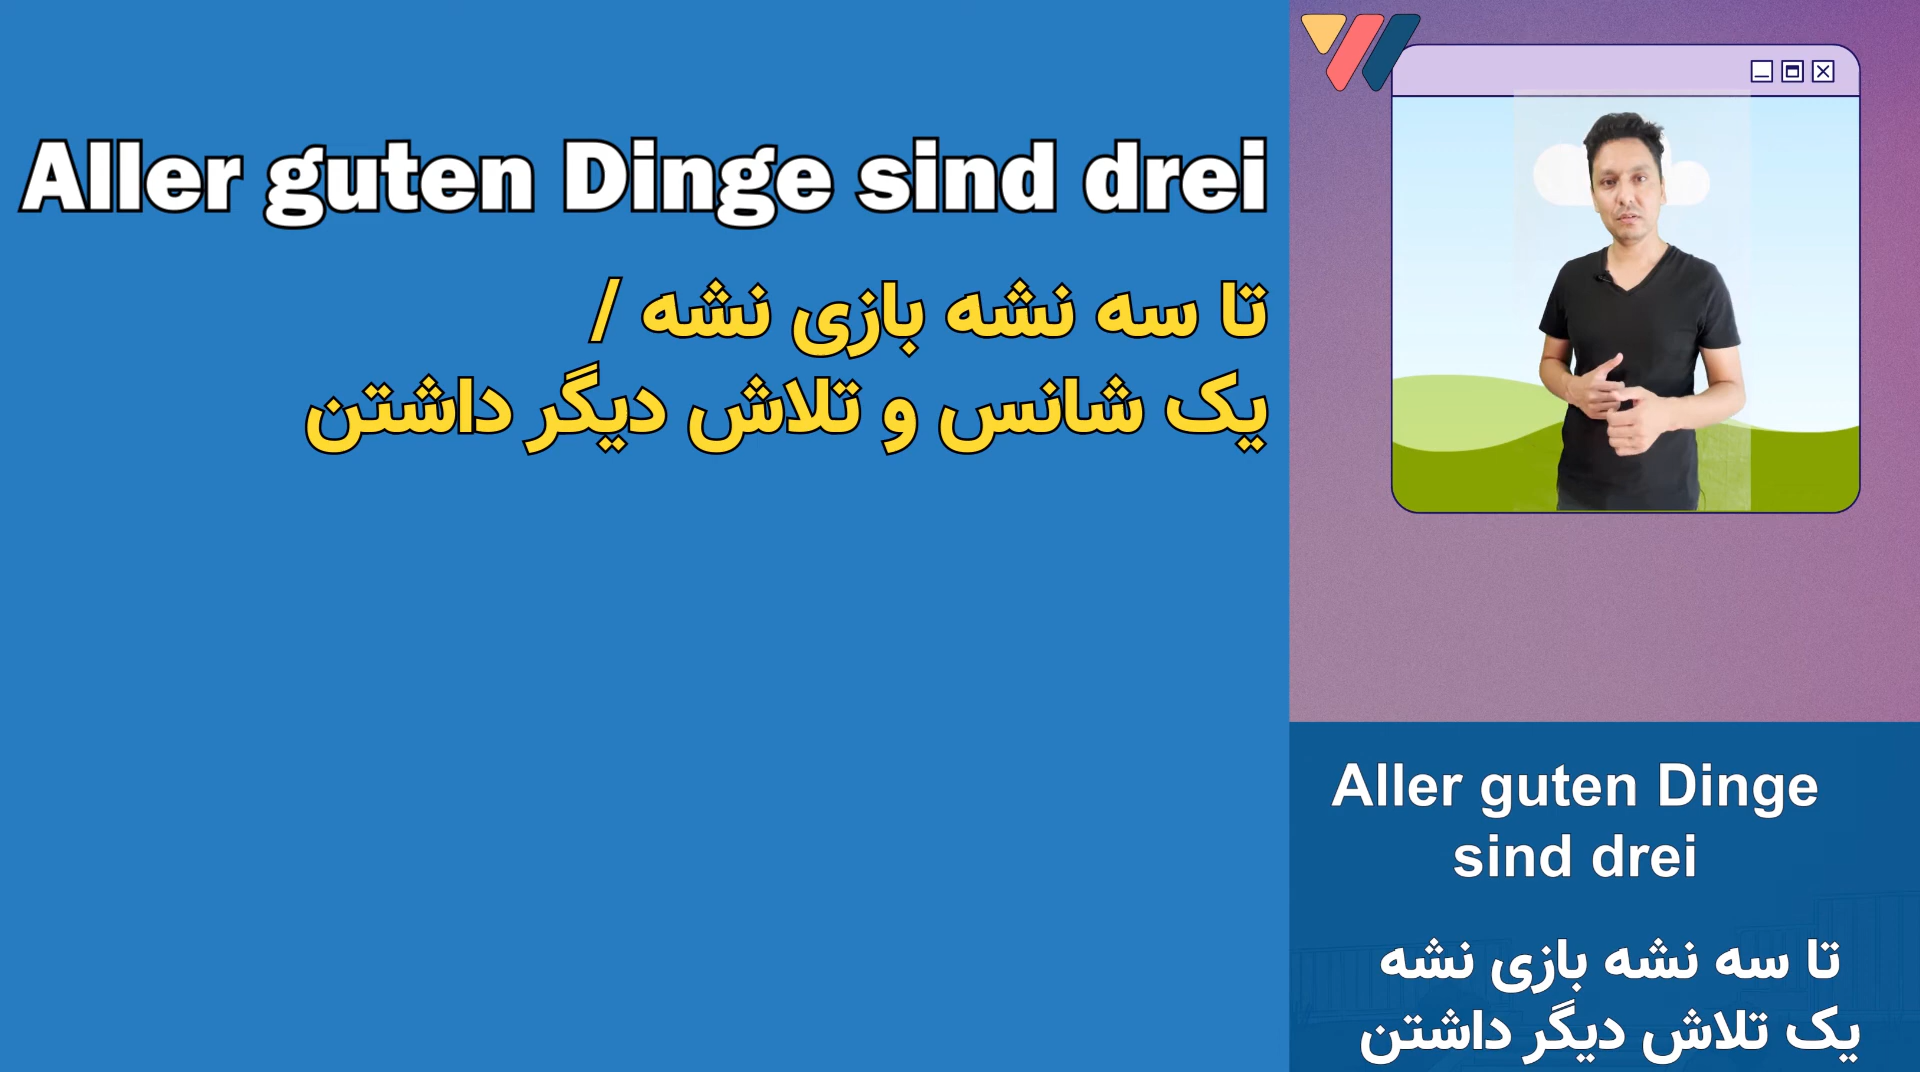 Aller guten Dinge sind drei
تا سه نشه بازی نشه /
یک شانس و تلاش دیگر داشتن
Aller guten Dinge
sind drei
تا سه نشه بازی نشه
یک تلاش دیگر داشتن